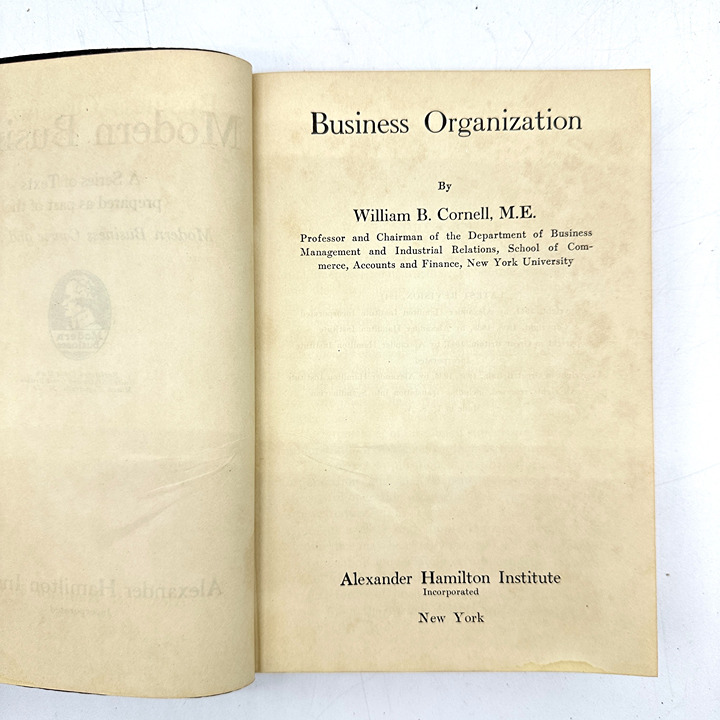 Business Organization
By
William B. Cornell, M.E.
Professor and Chairman of the Department of Business
Management and Industrial Relations, School of Com-
merce, Accounts and Finance, New York University
Alexander Hamilton Institute
Incorporated
New York